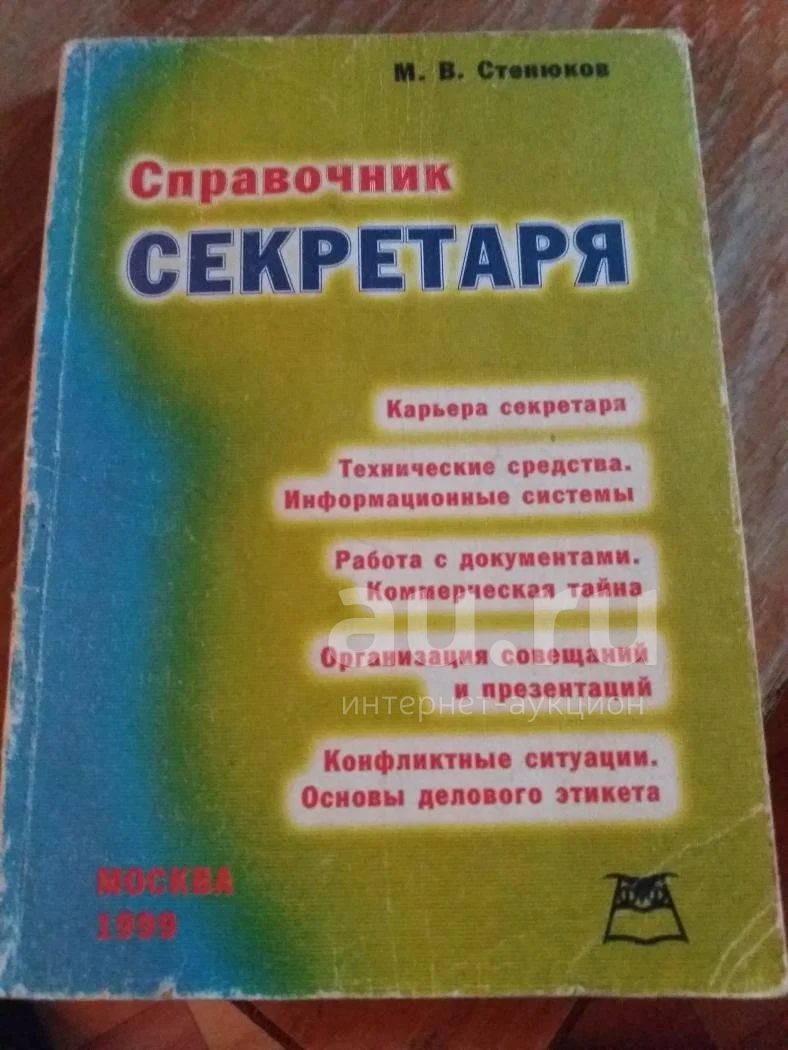 М. В. Стенюков
Справочник
СЕКРЕТАРЯ
Карьера секретаря
Технические средства.
Информационные системы
Работа с документами.
Коммерческая тайна
au.ru
Организация совещаний
и презентаций
интернет-аукцион
Конфликтные ситуации.
Основы делового этикета
МОСКВА
1999